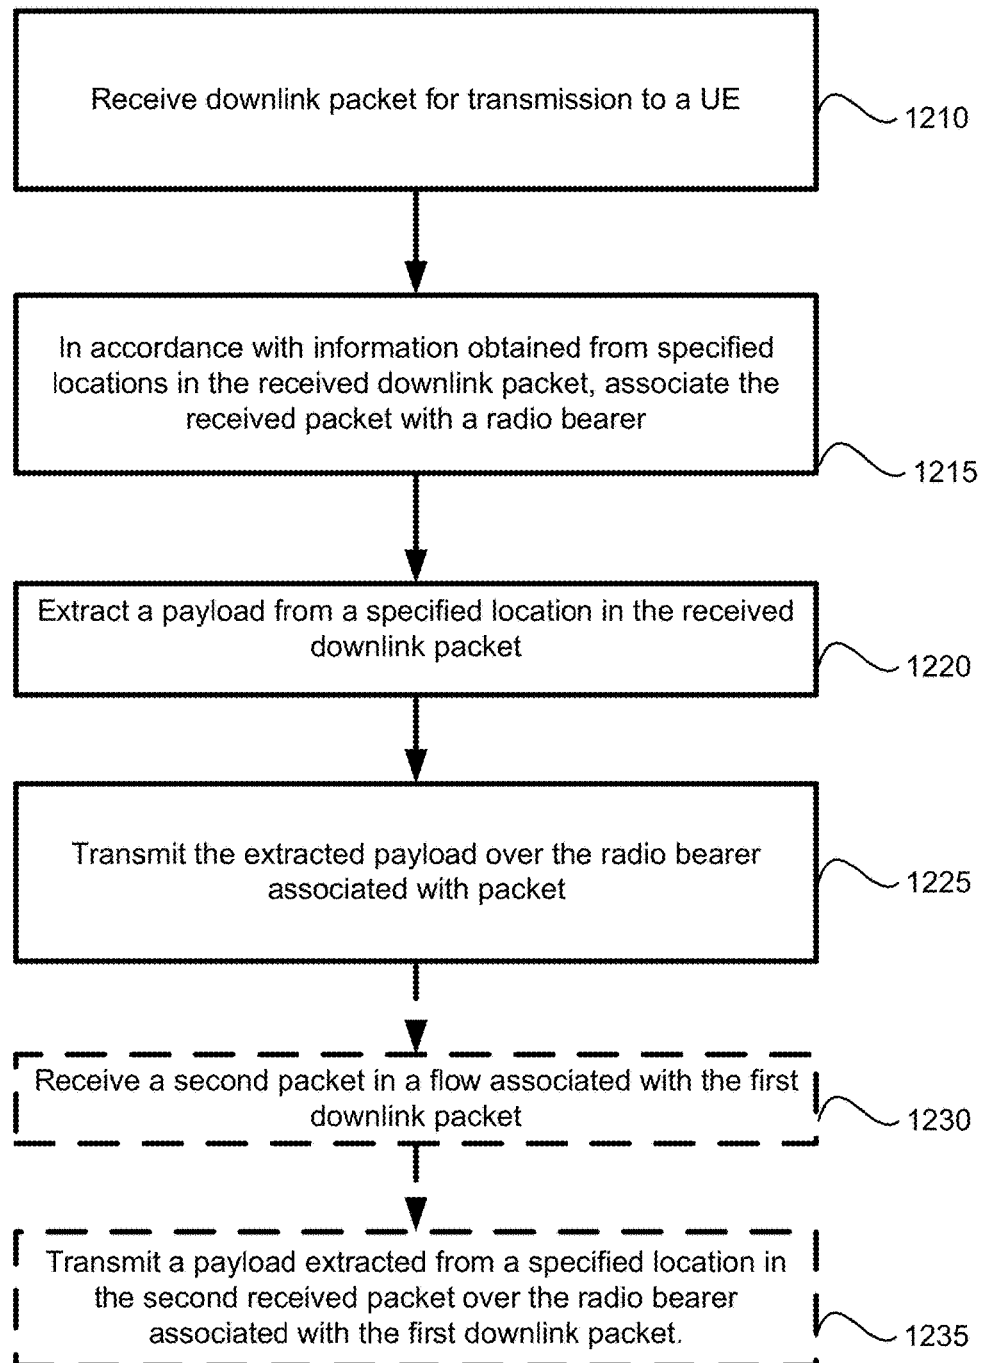 Receive downlink packet for transmission to a UE
1210
In accordance with information obtained from specified
locations in the received downlink packet, associate the
received packet with a radio bearer
1215
Extract a payload from a specified location in the received
downlink packet
1220
Transmit the extracted payload over the radio bearer
associated with packet
1225
Receive a second packet in a flow associated with the first
downlink packet
1230
Transmit a payload extracted from a specified location in
the second received packet over the radio bearer
associated with the first downlink packet.
1235